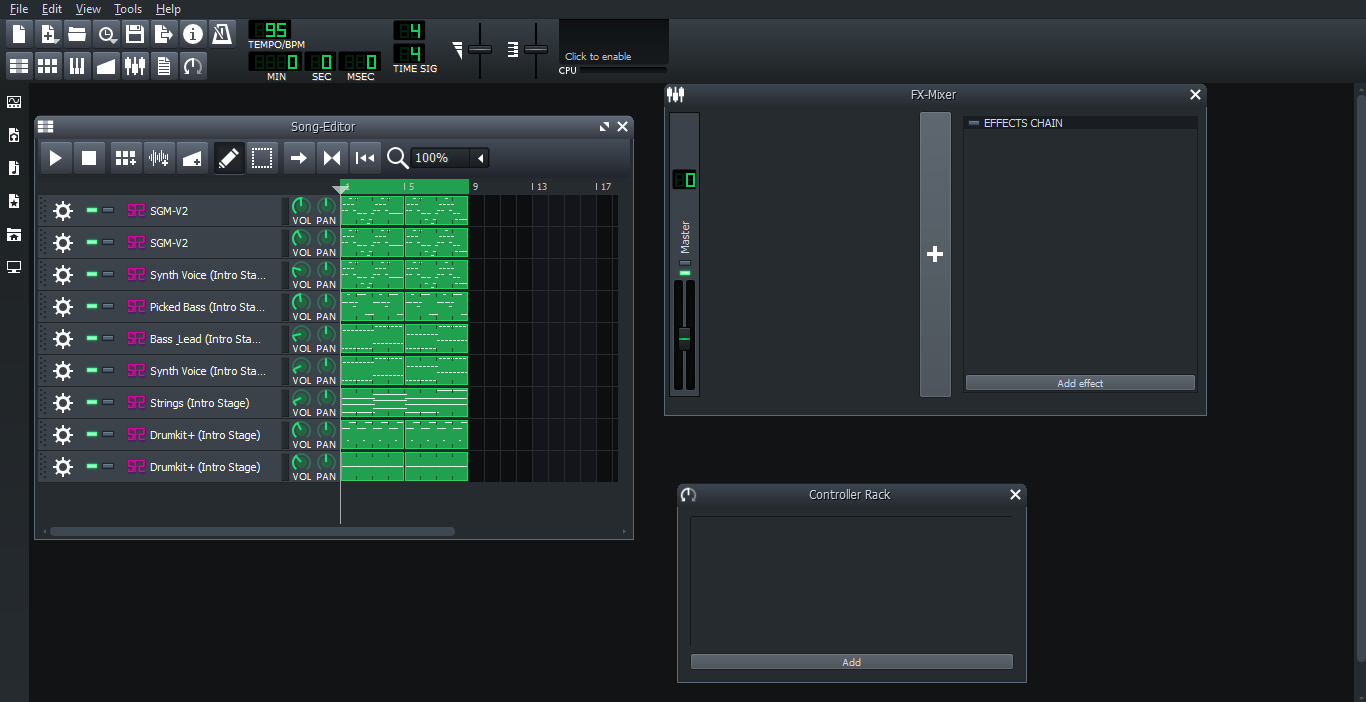 File Edit View Tools Help
95
TEMPO/BPM
0 0 0
MIN SEC MSEC
4
4
TIME SIG
Click to enable
CPU
Song-Editor
100%
5 9 13 17
SGM-V2
VOL PAN
SGM-V2
VOL PAN
Synth Voice (Intro Sta...
VOL PAN
Picked Bass (Intro Sta...
VOL PAN
Bass_Lead (Intro Sta...
VOL PAN
Synth Voice (Intro Sta...
VOL PAN
Strings (Intro Stage)
VOL PAN
Drumkit+ (Intro Stage)
VOL PAN
Drumkit+ (Intro Stage)
VOL PAN
FX-Mixer
0
Master
EFFECTS CHAIN
Add effect
Controller Rack
Add